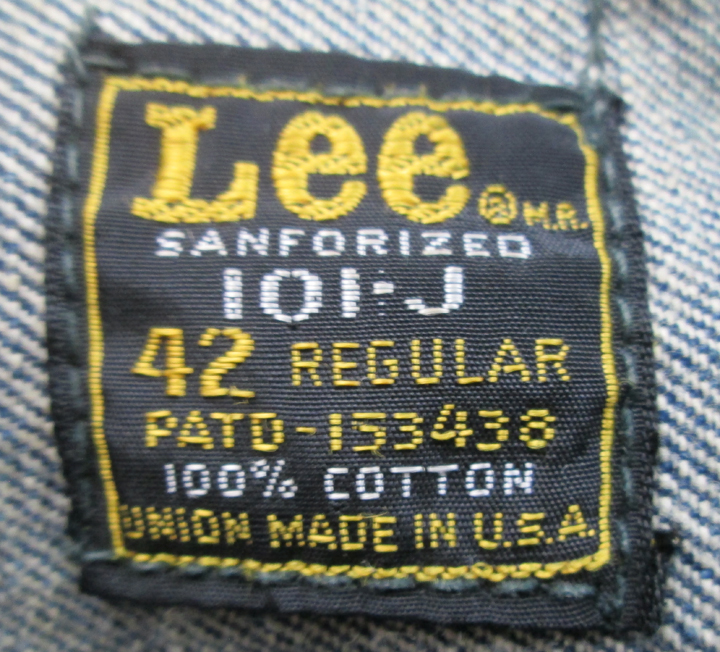 Lee ® M.R.
SANFORIZED
101-J
42 REGULAR
PATD-153438
100% COTTON
UNION MADE IN U.S.A.